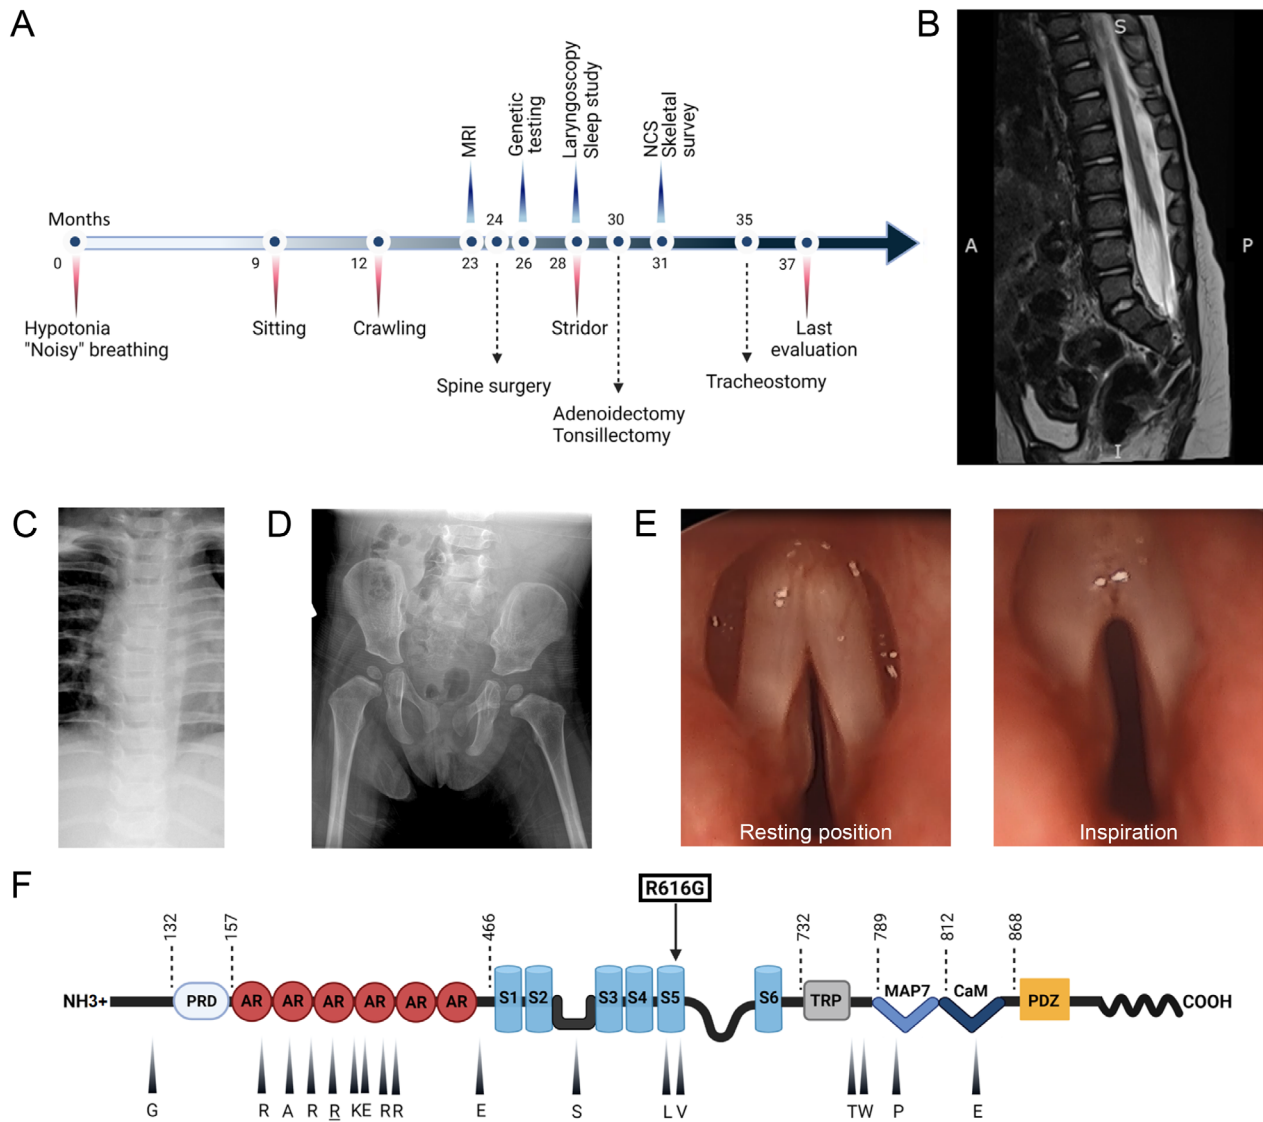 A
MRI
Genetic
testing
Laryngoscopy
Sleep study
NCS
Skeletal
survey
Months
24
30
35
0
9
12
23
26
28
31
37
Hypotonia
"Noisy" breathing
Sitting
Crawling
Stridor
Last
evaluation
Spine surgery
Adenoidectomy
Tonsillectomy
Tracheostomy
B
S
A
P
I
C
D
E
Resting position
Inspiration
F
R616G
132
157
466
732
789
812
868
NH3+
PRD
AR
AR
AR
AR
AR
AR
S1
S2
S3
S4
S5
S6
TRP
MAP7
CaM
PDZ
COOH
G
R
A
R
R
K
E
R
R
E
S
L
V
T
W
P
E